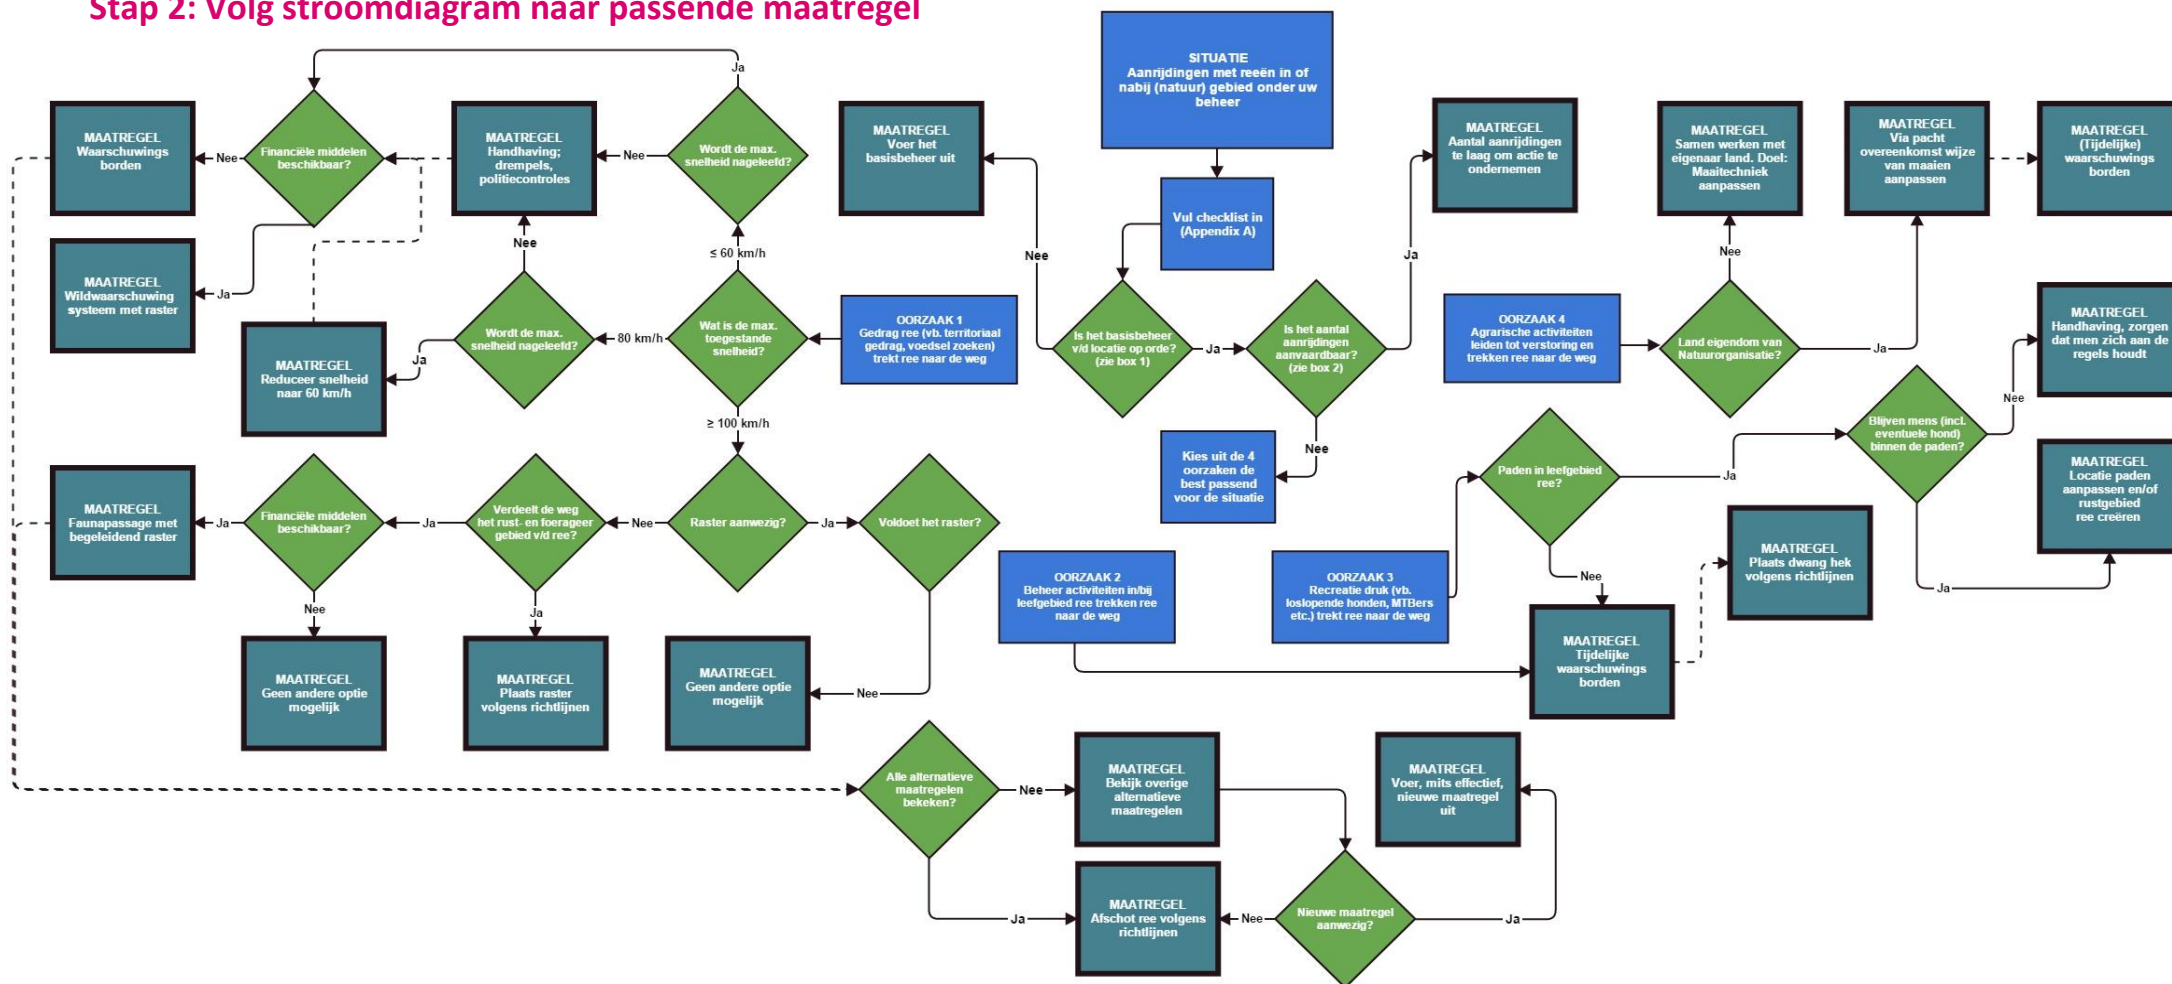 Stap 2: Volg stroomdiagram naar passende maatregel
SITUATIE
Aanrijdingen met reeën in of
nabij (natuur) gebied onder uw
beheer
Ja
MAATREGEL
Waarschuwings
borden
Nee
Financiële middelen
beschikbaar?
MAATREGEL
Handhaving;
drempels,
politiecontroles
Nee
Wordt de max.
snelheid nageleefd?
MAATREGEL
Voer het
basisbeheer uit
MAATREGEL
Aantal aanrijdingen
te laag om actie te
ondernemen
MAATREGEL
Samen werken met
eigenaar land. Doel:
Maaitechniek
aanpassen
MAATREGEL
Via pacht
overeenkomst wijze
van maaien
aanpassen
MAATREGEL
(Tijdelijke)
waarschuwings
borden
Vul checklist in
(Appendix A)
Nee
≤ 60 km/h
Nee
Ja
Nee
MAATREGEL
Wildwaarschuwing
systeem met raster
Ja
MAATREGEL
Reduceer snelheid
naar 60 km/h
Ja
Wordt de max.
snelheid nageleefd?
80 km/h
Wat is de max.
toegestande
snelheid?
OORZAAK 1
Gedrag ree (vb. territoriaal
gedrag, voedsel zoeken)
trekt ree naar de weg
Is het basisbeheer
v/d locatie op orde?
(zie box 1)
Ja
Is het aantal
aanrijdingen
aanvaardbaar?
(zie box 2)
OORZAAK 4
Agrarische activiteiten
leiden tot verstoring en
trekken ree naar de weg
Land eigendom van
Natuurorganisatie?
Ja
MAATREGEL
Handhaving, zorgen
dat men zich aan de
regels houdt
Nee
≥ 100 km/h
Nee
Kies uit de 4
oorzaken de
best passend
voor de situatie
Paden in leefgebied
ree?
Ja
Blijven mens (incl.
eventuele hond)
binnen de paden?
MAATREGEL
Locatie paden
aanpassen en/of
rustgebied
ree creëren
Ja
MAATREGEL
Faunapassage met
begeleidend raster
Ja
Financiële middelen
beschikbaar?
Ja
Verdeelt de weg
het rust- en foerageer
gebied v/d ree?
Nee
Raster aanwezig?
Ja
Voldoet het raster?
OORZAAK 2
Beheer activiteiten in/bij
leefgebied ree trekken ree
naar de weg
OORZAAK 3
Recreatie druk (vb.
loslopende honden, MTBers
etc.) trekt ree naar de weg
Nee
MAATREGEL
Plaats dwang hek
volgens richtlijnen
Nee
Ja
MAATREGEL
Geen andere optie
mogelijk
MAATREGEL
Plaats raster
volgens richtlijnen
MAATREGEL
Geen andere optie
mogelijk
Nee
MAATREGEL
Tijdelijke
waarschuwings
borden
Alle alternatieve
maatregelen
bekeken?
Nee
MAATREGEL
Bekijk overige
alternatieve
maatregelen
MAATREGEL
Voer, mits effectief,
nieuwe maatregel
uit
Ja
MAATREGEL
Afschot ree volgens
richtlijnen
Nee
Nieuwe maatregel
aanwezig?
Ja